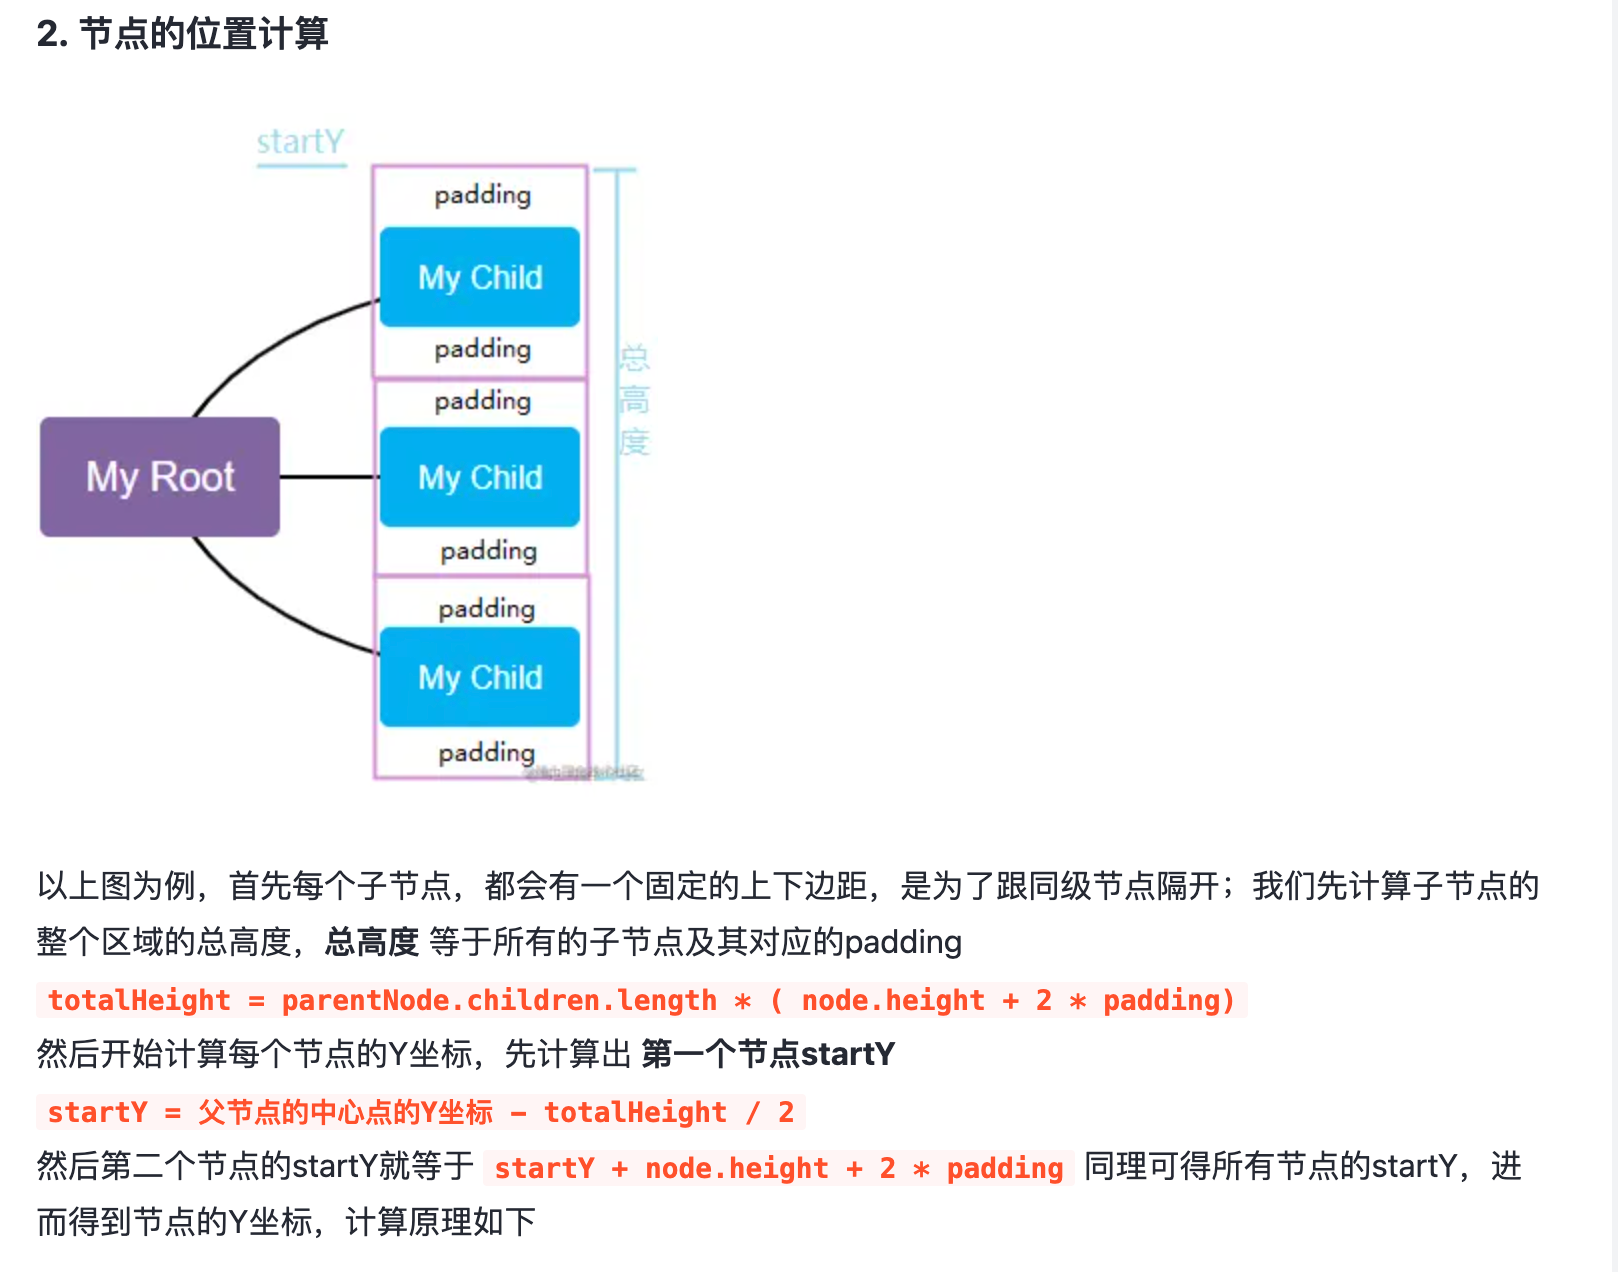 2. 节点的位置计算
startY
padding
My Child
padding
总高度
padding
My Root
My Child
padding
padding
My Child
padding
以上图为例，首先每个子节点，都会有一个固定的上下边距，是为了跟同级节点隔开；我们先计算子节点的
整个区域的总高度，总高度 等于所有的子节点及其对应的padding
totalHeight = parentNode.children.length * ( node.height + 2 * padding)
然后开始计算每个节点的Y坐标，先计算出 第一个节点startY
startY = 父节点的中心点的Y坐标 - totalHeight / 2
然后第二个节点的startY就等于 startY + node.height + 2 * padding 同理可得所有节点的startY，进
而得到节点的Y坐标，计算原理如下